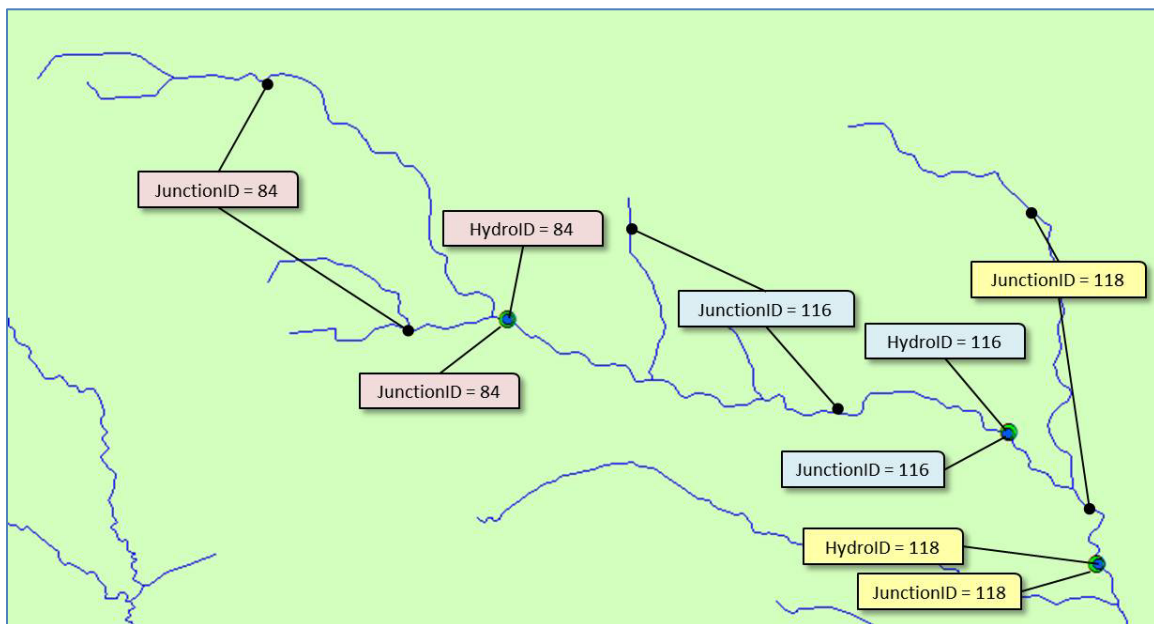 JunctionID = 84
HydroID = 84
JunctionID = 118
JunctionID = 116
HydroID = 116
JunctionID = 84
JunctionID = 116
HydroID = 118
JunctionID = 118